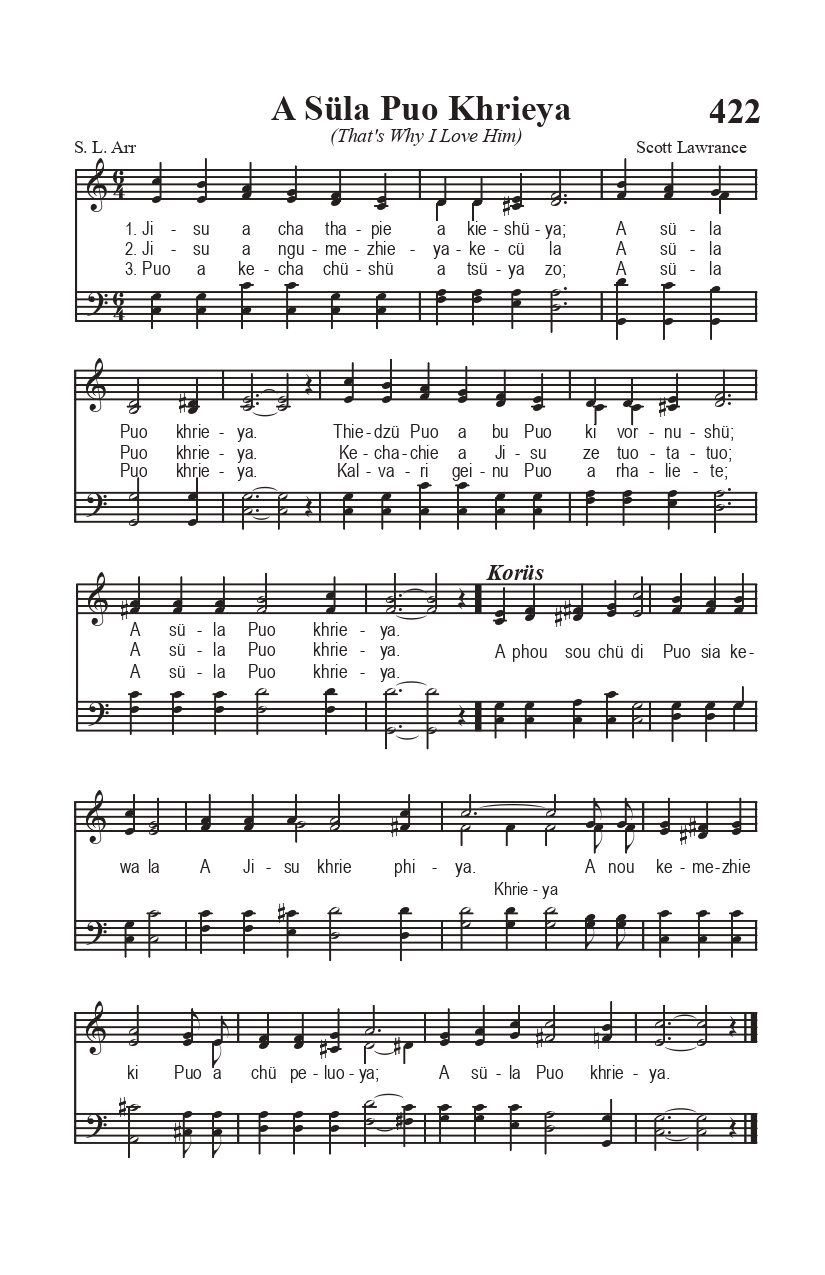 A Süla Puo Khrieya 422
(That's Why I Love Him)
S. L. Arr Scott Lawrance
1. Ji - su a cha tha- pie a kie- shü- ya; A sü - la
2. Ji - su a ngu - me- zhie - ya- ke- cü la A sü - la
3. Puo a ke - cha chü- shü a tsü- ya zo; A sü - la
Puo khrie - ya. Thie- dzü Puo a bu Puo ki vor - nu - shü;
Puo khrie - ya. Ke - cha -chie a Ji - su ze tuo - ta - tuo;
Puo khrie - ya. Kal - va - ri gei - nu Puo a rha - lie - te;
Korüs
A sü - la Puo khrie - ya.
A sü - la Puo khrie - ya.
A sü - la Puo khrie - ya.
A phou sou chü di Puo sia ke-
wa la A Ji - su khrie phi - ya. A nou ke - me-zhie
Khrie - ya
ki Puo a chü pe - luo- ya; A sü - la Puo khrie - ya.